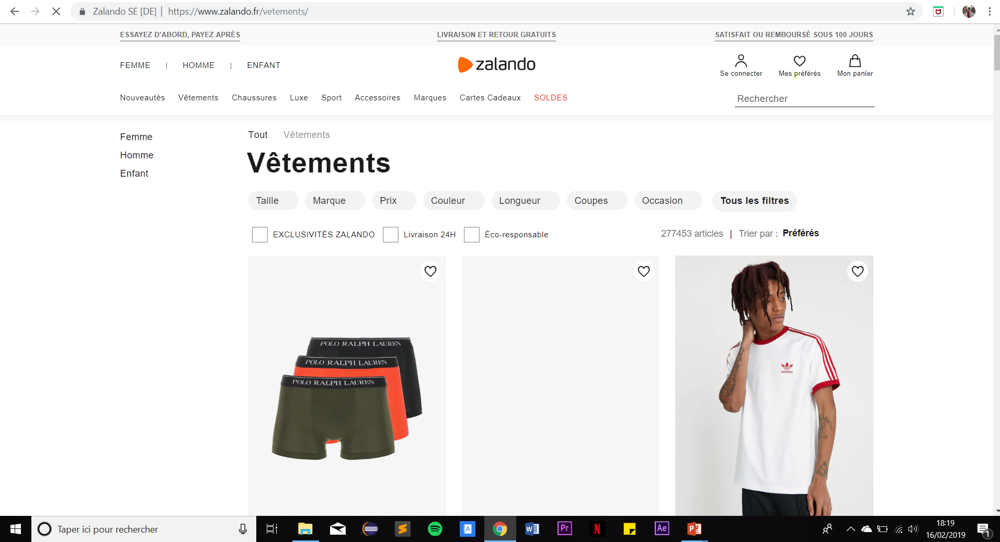 Zalando SE [DE] | https://www.zalando.fr/vetements/
ESSAYEZ D'ABORD, PAYEZ APRÈS
LIVRAISON ET RETOUR GRATUITS
SATISFAIT OU REMBOURSÉ SOUS 100 JOURS
FEMME | HOMME | ENFANT
zalando
Se connecter
Mes préférés
Mon panier
Nouveautés Vêtements Chaussures Luxe Sport Accessoires Marques Cartes Cadeaux SOLDES
Rechercher
Femme
Homme
Enfant
Tout Vêtements
Vêtements
Taille Marque Prix Couleur Longueur Coupes Occasion Tous les filtres
EXCLUSIVITÉS ZALANDO Livraison 24H Éco-responsable
277453 articles | Trier par : Préférés
POLO RALPH LAUREN
POLO RALPH LAUREN
POLO RALPH LAUREN
adidas
Taper ici pour rechercher
Pr
Ae
18:19
16/02/2019
1